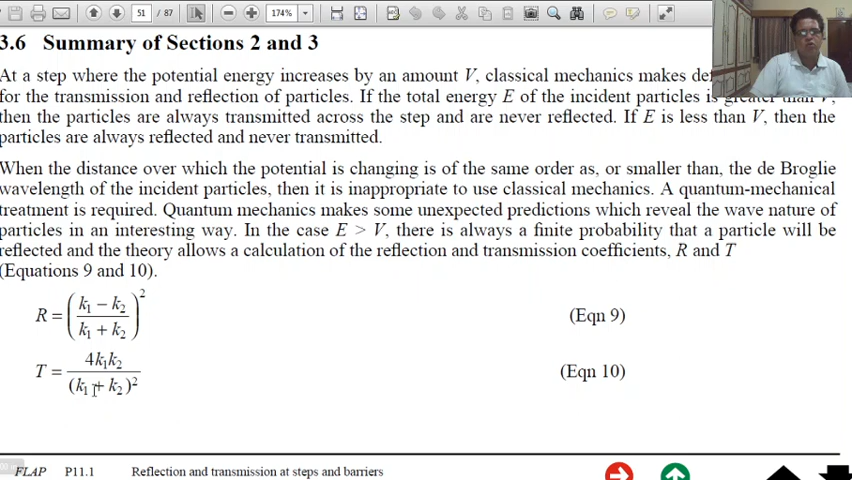 51 / 87 174%
3.6 Summary of Sections 2 and 3
At a step where the potential energy increases by an amount V, classical mechanics makes
for the transmission and reflection of particles. If the total energy E of the incident particles is greater than
then the particles are always transmitted across the step and are never reflected. If E is less than V, then the
particles are always reflected and never transmitted.
When the distance over which the potential is changing is of the same order as, or smaller than, the de Broglie
wavelength of the incident particles, then it is inappropriate to use classical mechanics. A quantum-mechanical
treatment is required. Quantum mechanics makes some unexpected predictions which reveal the wave nature of
particles in an interesting way. In the case E > V, there is always a finite probability that a particle will be
reflected and the theory allows a calculation of the reflection and transmission coefficients, R and T
(Equations 9 and 10).
R = ((k₁ − k₂)/(k₁ + k₂))² (Eqn 9)
T = 4k₁k₂/(k₁ + k₂)² (Eqn 10)
FLAP P11.1 Reflection and transmission at steps and barriers